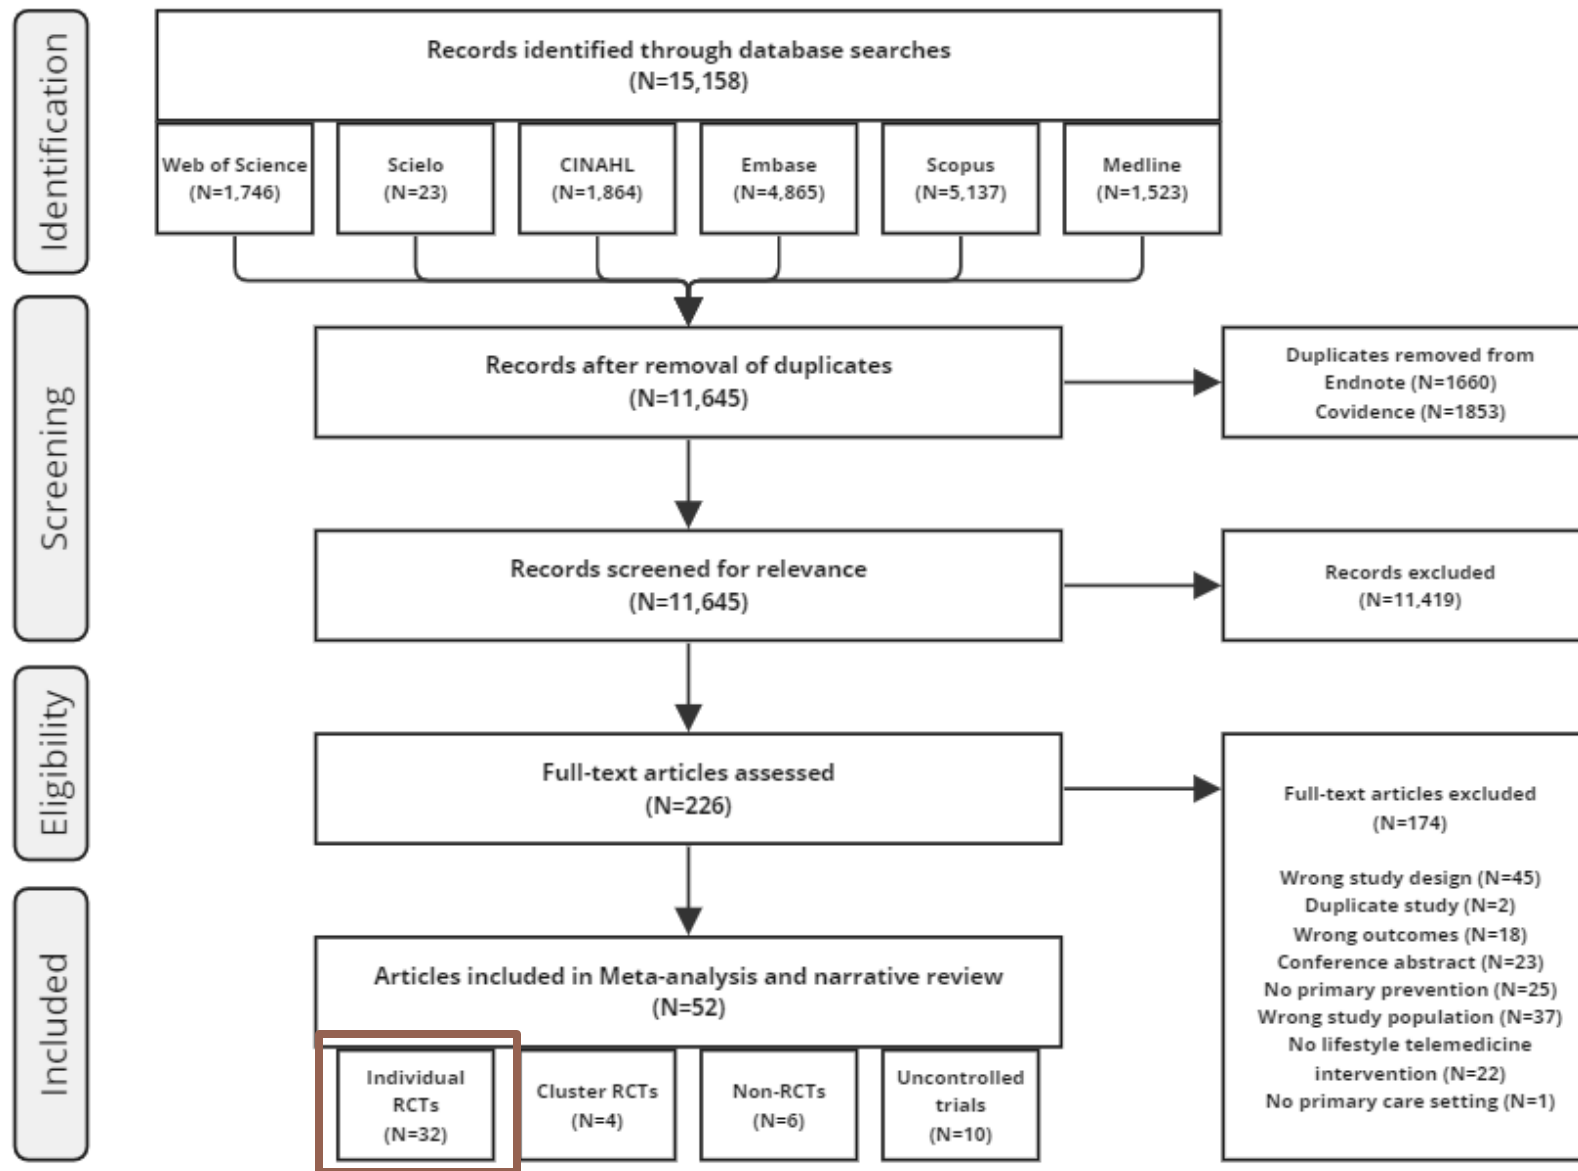 Identification
Records identified through database searches
(N=15,158)
Web of Science
(N=1,746)
Scielo
(N=23)
CINAHL
(N=1,864)
Embase
(N=4,865)
Scopus
(N=5,137)
Medline
(N=1,523)
Screening
Records after removal of duplicates
(N=11,645)
Duplicates removed from
Endnote (N=1660)
Covidence (N=1853)
Records screened for relevance
(N=11,645)
Records excluded
(N=11,419)
Eligibility
Full-text articles assessed
(N=226)
Full-text articles excluded
(N=174)
Wrong study design (N=45)
Duplicate study (N=2)
Wrong outcomes (N=18)
Conference abstract (N=23)
No primary prevention (N=25)
Wrong study population (N=37)
No lifestyle telemedicine
intervention (N=22)
No primary care setting (N=1)
Included
Articles included in Meta-analysis and narrative review
(N=52)
Individual
RCTs
(N=32)
Cluster RCTs
(N=4)
Non-RCTs
(N=6)
Uncontrolled
trials
(N=10)